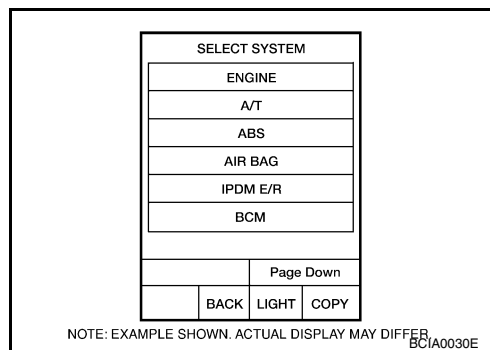 SELECT SYSTEM
ENGINE
A/T
ABS
AIR BAG
IPDM E/R
BCM
Page Down
BACK LIGHT COPY
NOTE: EXAMPLE SHOWN. ACTUAL DISPLAY MAY DIFFER.
BCIA0030E